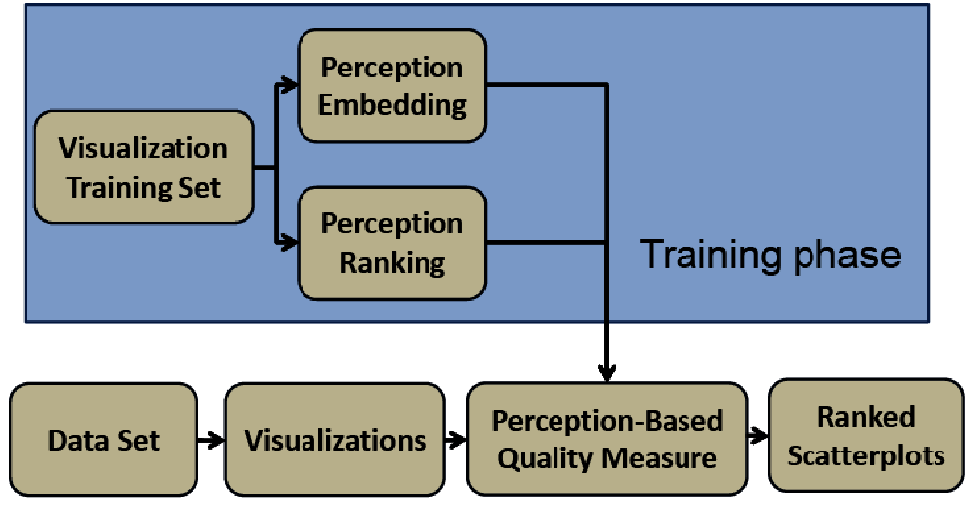 Perception
Embedding
Visualization
Training Set
Perception
Ranking
Training phase
Data Set
Visualizations
Perception-Based
Quality Measure
Ranked
Scatterplots